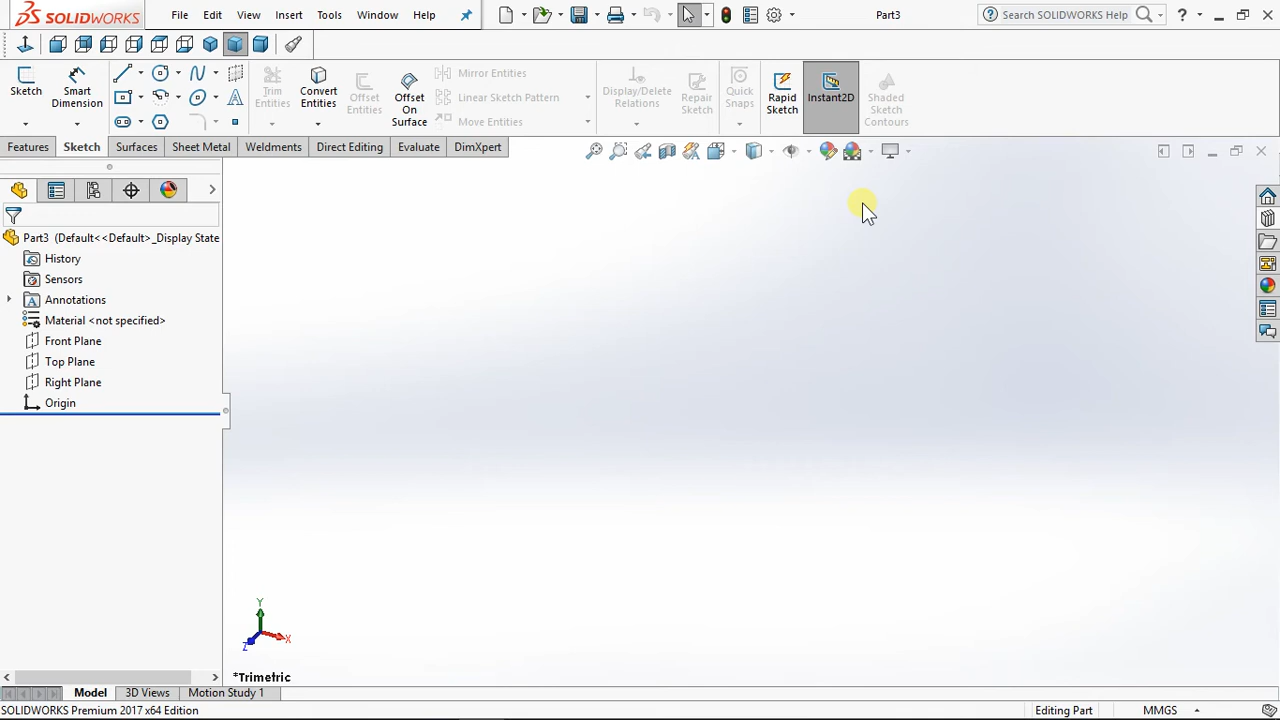 SOLIDWORKS File Edit View Insert Tools Window Help Part3 Search SOLIDWORKS Help ?
Sketch Smart Dimension Trim Entities Convert Entities Offset Entities Offset On Surface Mirror Entities Linear Sketch Pattern Move Entities Display/Delete Relations Repair Sketch Quick Snaps Rapid Sketch Instant2D Shaded Sketch Contours
Features Sketch Surfaces Sheet Metal Weldments Direct Editing Evaluate DimXpert
Part3 (Default<<Default>_Display State
History
Sensors
Annotations
Material <not specified>
Front Plane
Top Plane
Right Plane
Origin
Y
X
Z
*Trimetric
Model 3D Views Motion Study 1
SOLIDWORKS Premium 2017 x64 Edition Editing Part MMGS